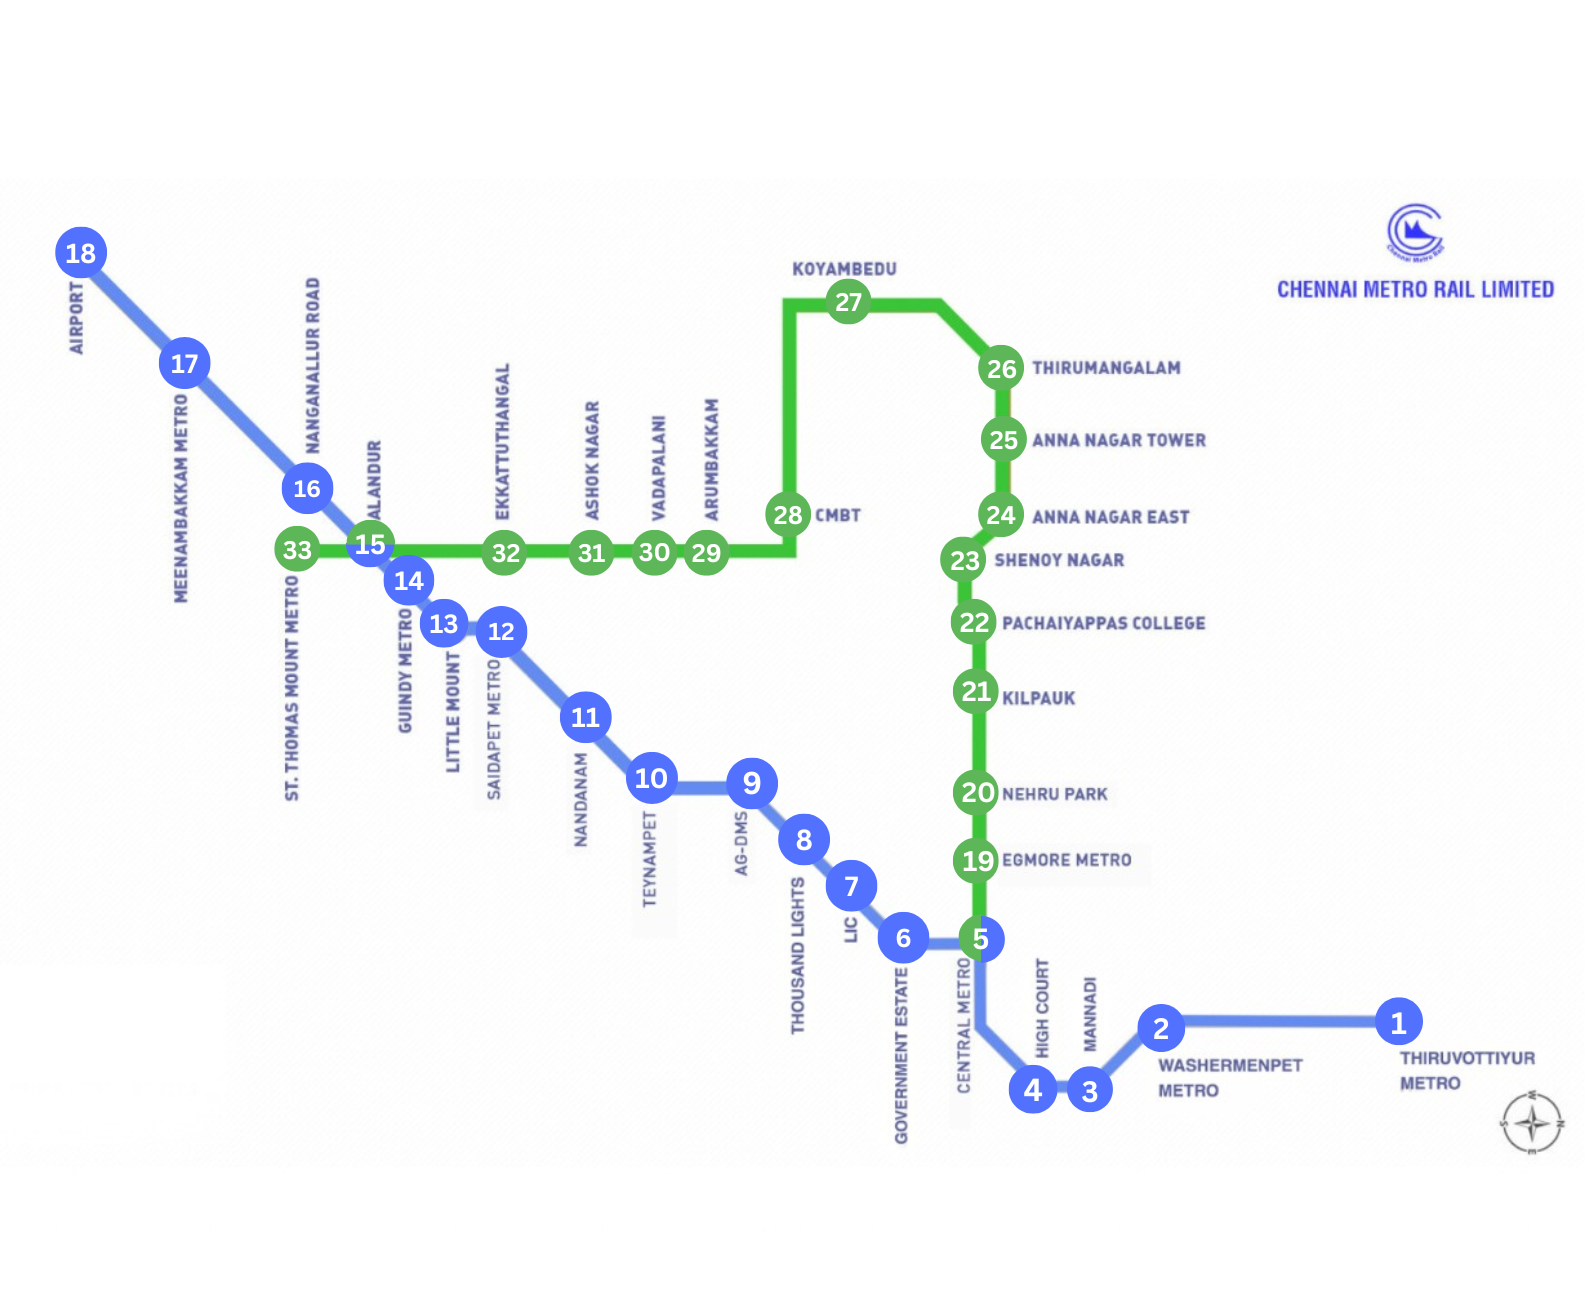 Chennai Metro Rail
CHENNAI METRO RAIL LIMITED
18
AIRPORT
17
MEENAMBAKKAM METRO
16
NANGANALLUR ROAD
15
ALANDUR
33
ST. THOMAS MOUNT METRO
14
GUINDY METRO
13
LITTLE MOUNT
12
SAIDAPET METRO
11
NANDANAM
10
TEYNAMPET
9
AG-DMS
8
THOUSAND LIGHTS
7
LIC
6
GOVERNMENT ESTATE
5
CENTRAL METRO
4
HIGH COURT
3
MANNADI
2
WASHERMENPET
METRO
1
THIRUVOTTIYUR
METRO
32
EKKATTUTHANGAL
31
ASHOK NAGAR
30
VADAPALANI
29
ARUMBAKKAM
28
CMBT
27
KOYAMBEDU
26
THIRUMANGALAM
25
ANNA NAGAR TOWER
24
ANNA NAGAR EAST
23
SHENOY NAGAR
22
PACHAIYAPPAS COLLEGE
21
KILPAUK
20
NEHRU PARK
19
EGMORE METRO
W
S
N
E